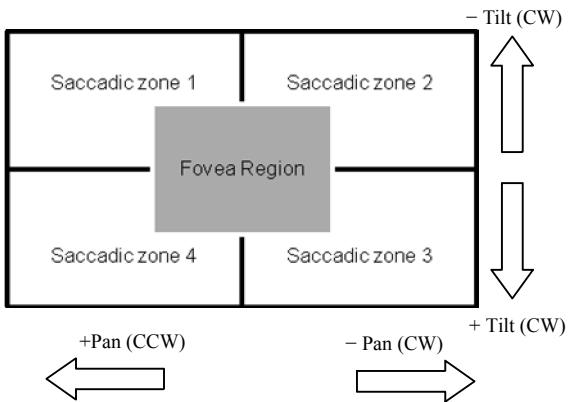 − Tilt (CW)
Saccadic zone 1
Saccadic zone 2
Fovea Region
Saccadic zone 4
Saccadic zone 3
+ Tilt (CW)
+Pan (CCW)
− Pan (CW)